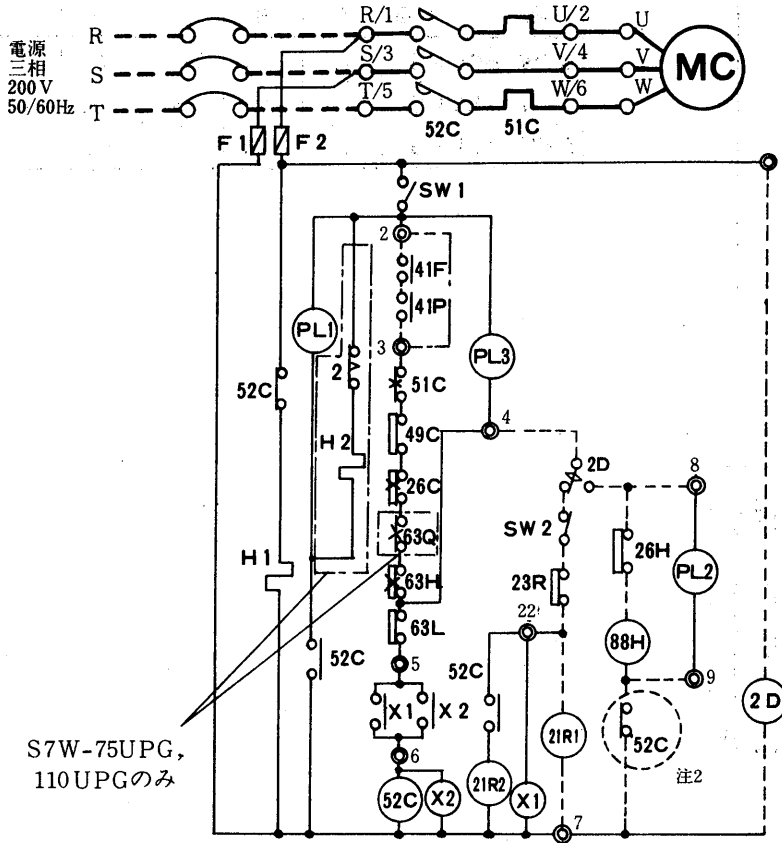 電源
三相
200V
50/60Hz
R
S
T
R/1
S/3
T/5
U/2
V/4
W/6
U
V
W
MC
52C
51C
F1
F2
SW1
2
41F
41P
3
PL1
PL3
2
51C
52C
49C
4
H2
26C
2D
8
63Q
SW2
26H
H1
63H
23R
PL2
63L
22
88H
52C
5
52C
9
X1
X2
21R1
2D
52C
S7W-75UPG,
110UPGのみ
6
注2
52C
X2
21R2
X1
7